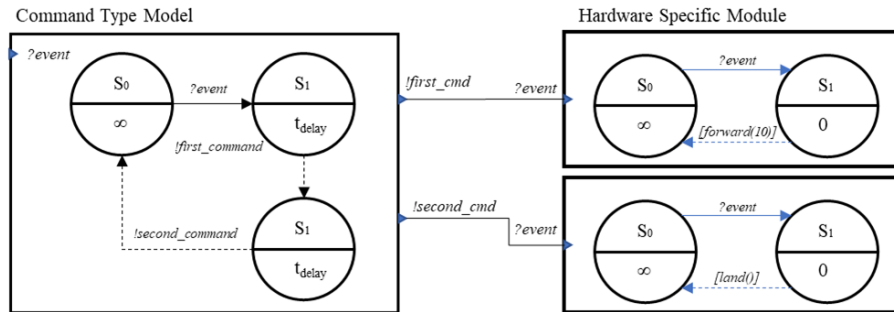 Command Type Model
Hardware Specific Module
?event
S0
∞
?event
S1
tdelay
!first_command
S1
tdelay
!second_command
!first_cmd
?event
!second_cmd
?event
S0
∞
?event
S1
0
[forward(10)]
S0
∞
?event
S1
0
[land()]